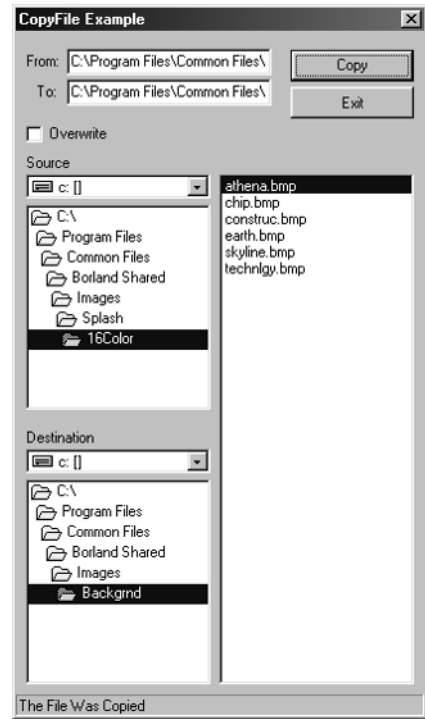 CopyFile Example
From: C:\Program Files\Common Files\
Copy
To: C:\Program Files\Common Files\
Exit
Overwrite
Source
c: []
C:\
Program Files
Common Files
Borland Shared
Images
Splash
16Color
athena.bmp
chip.bmp
construc.bmp
earth.bmp
skyline.bmp
technlgy.bmp
Destination
c: []
C:\
Program Files
Common Files
Borland Shared
Images
Backgrnd
The File Was Copied